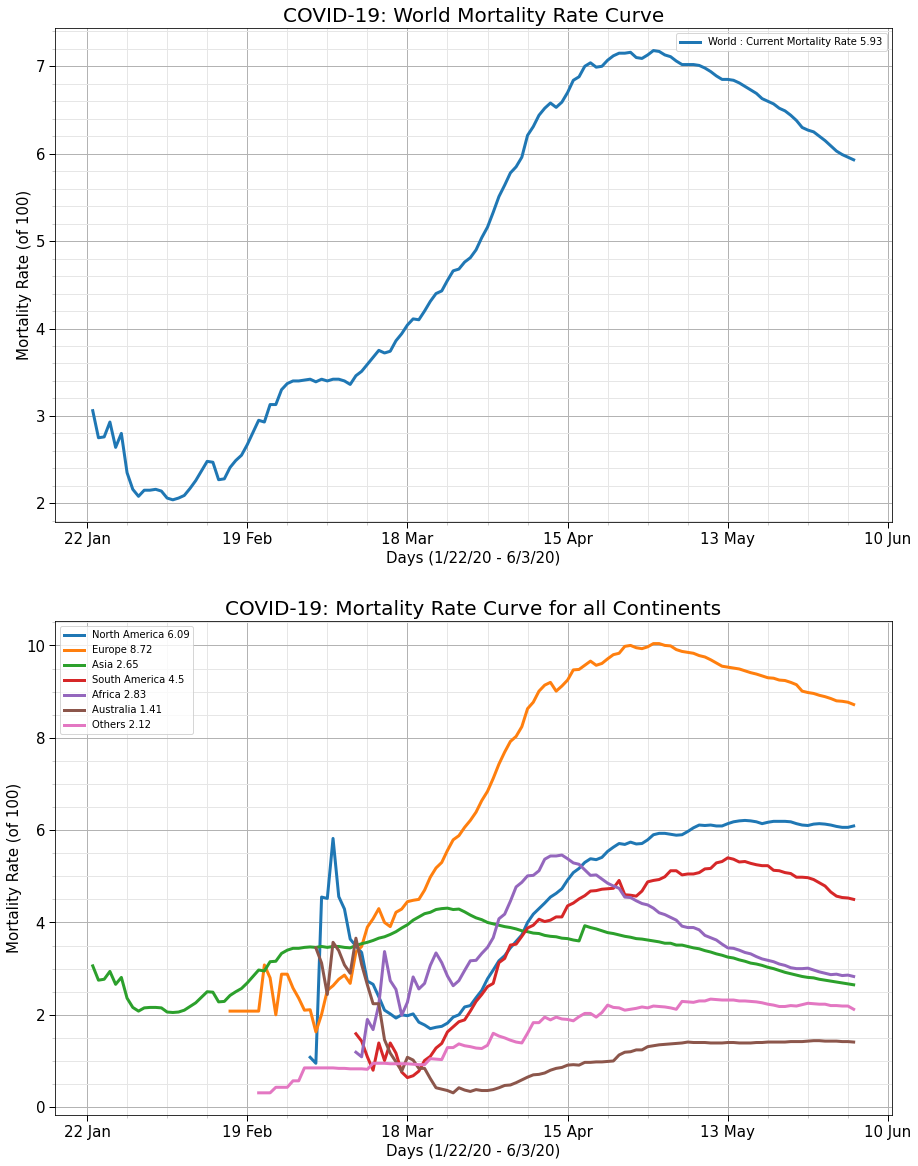 COVID-19: World Mortality Rate Curve
World : Current Mortality Rate 5.93
Mortality Rate (of 100)
7
6
5
4
3
2
22 Jan 19 Feb 18 Mar 15 Apr 13 May 10 Jun
Days (1/22/20 - 6/3/20)
COVID-19: Mortality Rate Curve for all Continents
North America 6.09
Europe 8.72
Asia 2.65
South America 4.5
Africa 2.83
Australia 1.41
Others 2.12
Mortality Rate (of 100)
10
8
6
4
2
0
22 Jan 19 Feb 18 Mar 15 Apr 13 May 10 Jun
Days (1/22/20 - 6/3/20)